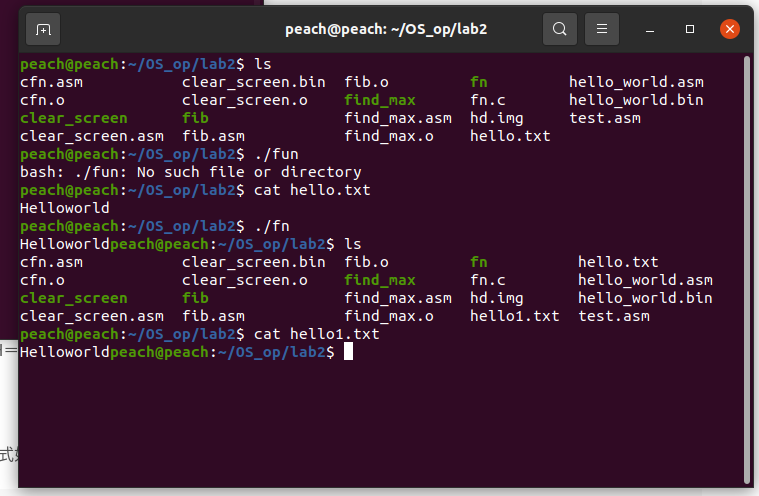 peach@peach: ~/OS_op/lab2
peach@peach:~/OS_op/lab2$ ls
cfn.asm clear_screen.bin fib.o fn hello_world.asm
cfn.o clear_screen.o find_max fn.c hello_world.bin
clear_screen fib find_max.asm hd.img test.asm
clear_screen.asm fib.asm find_max.o hello.txt
peach@peach:~/OS_op/lab2$ ./fun
bash: ./fun: No such file or directory
peach@peach:~/OS_op/lab2$ cat hello.txt
Helloworld
peach@peach:~/OS_op/lab2$ ./fn
Helloworldpeach@peach:~/OS_op/lab2$ ls
cfn.asm clear_screen.bin fib.o fn hello.txt
cfn.o clear_screen.o find_max fn.c hello_world.asm
clear_screen fib find_max.asm hd.img hello_world.bin
clear_screen.asm fib.asm find_max.o hello1.txt test.asm
peach@peach:~/OS_op/lab2$ cat hello1.txt
Helloworldpeach@peach:~/OS_op/lab2$
式